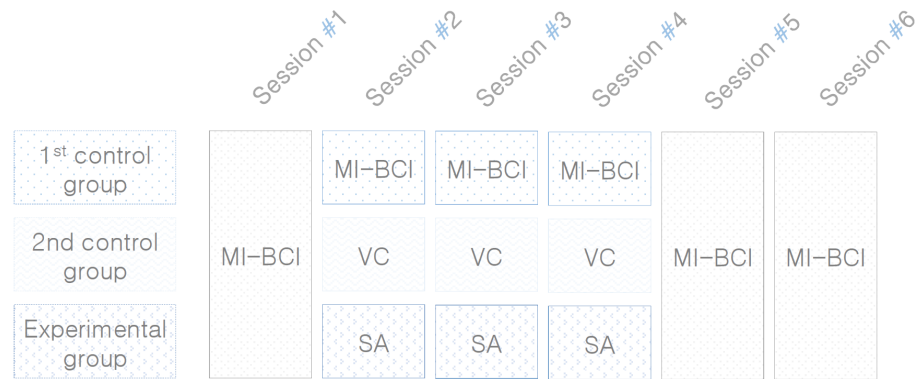 Session #1
Session #2
Session #3
Session #4
Session #5
Session #6
1st control
group
MI-BCI
MI-BCI
MI-BCI
MI-BCI
MI-BCI
MI-BCI
2nd control
group
VC
VC
VC
Experimental
group
SA
SA
SA